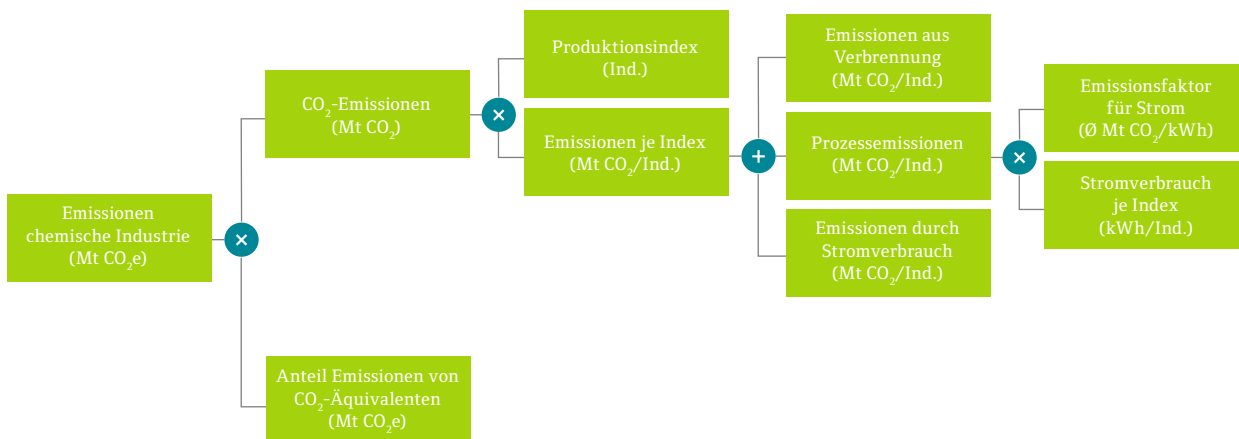 Emissionen
chemische Industrie
(Mt CO₂e)
×
CO₂-Emissionen
(Mt CO₂)
Anteil Emissionen von
CO₂-Äquivalenten
(Mt CO₂e)
×
Produktionsindex
(Ind.)
Emissionen je Index
(Mt CO₂/Ind.)
+
Emissionen aus
Verbrennung
(Mt CO₂/Ind.)
Prozessemissionen
(Mt CO₂/Ind.)
Emissionen durch
Stromverbrauch
(Mt CO₂/Ind.)
×
Emissionsfaktor
für Strom
(Ø Mt CO₂/kWh)
Stromverbrauch
je Index
(kWh/Ind.)